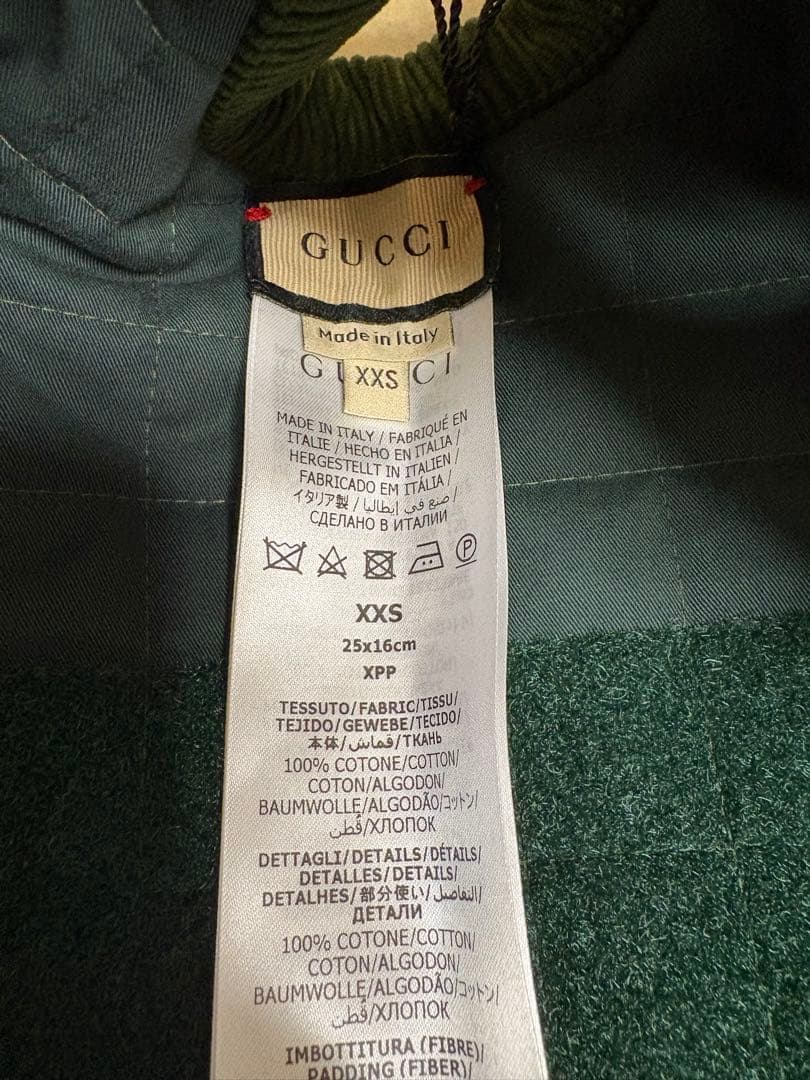 GUCCI
Made in Italy
XXS
MADE IN ITALY / FABRIQUÉ EN
ITALIE / HECHO EN ITALIA /
HERGESTELLT IN ITALIEN /
FABRICADO EM ITÁLIA /
イタリア製 / صنع في إيطاليا /
СДЕЛАНО В ИТАЛИИ
P
XXS
25x16cm
XPP
TESSUTO/FABRIC/TISSU/
TEJIDO/GEWEBE/TECIDO/
本体/قماش/ТКАНЬ
100% COTONE/COTTON/
COTON/ALGODON/
BAUMWOLLE/ALGODÃO/コットン/
قُطن/ХЛОПОК
DETTAGLI/DETAILS/DÉTAILS/
DETALLES/DETAILS/
DETALHES/部分使い/التفاصيل/
ДЕТАЛИ
100% COTONE/COTTON/
COTON/ALGODON/
BAUMWOLLE/ALGODÃO/コットン/
قُطن/ХЛОПОК
IMBOTTITURA (FIBRE)/
PADDING (FIBER)/